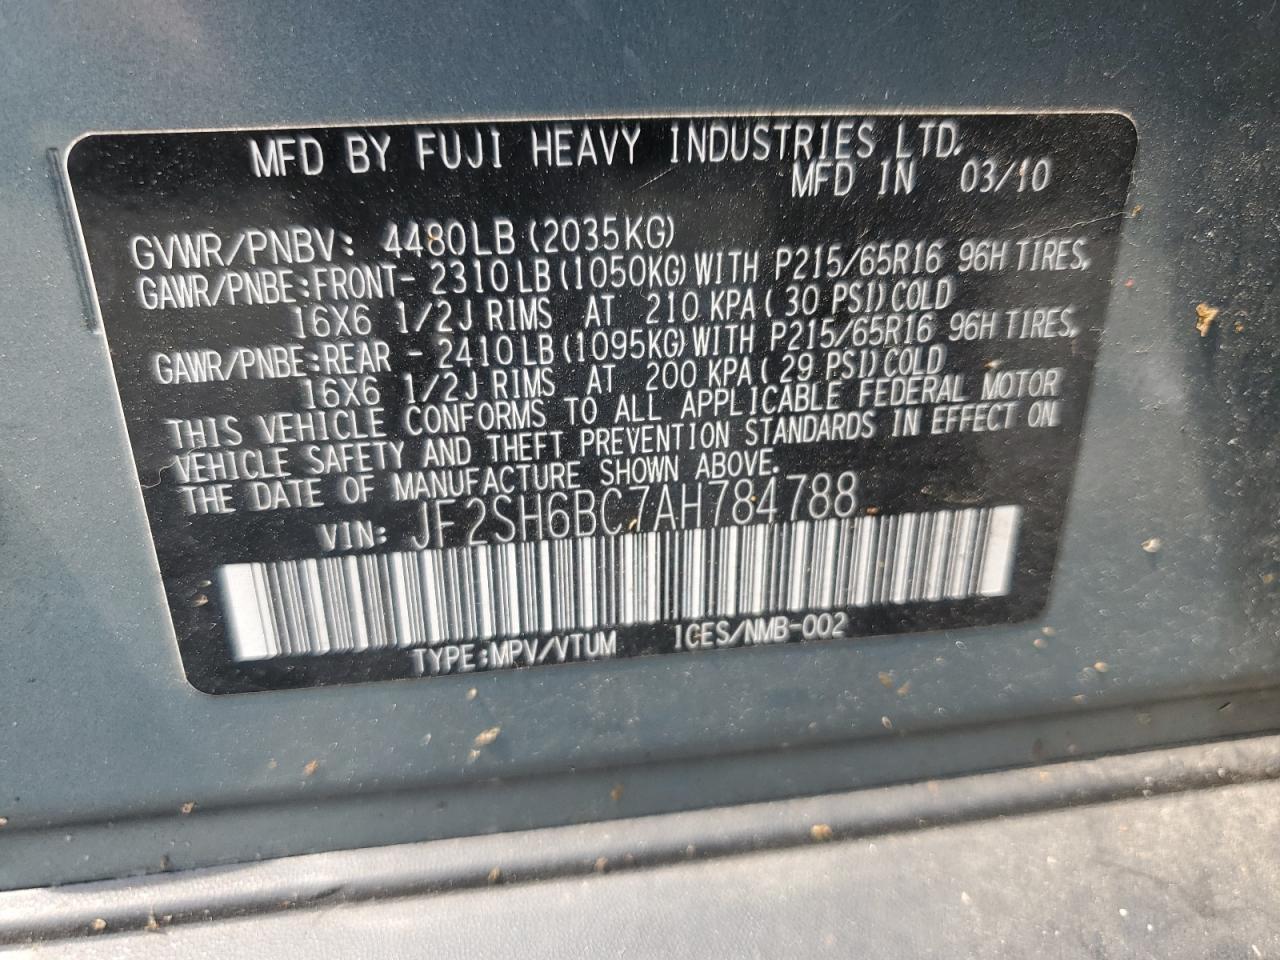 MFD BY FUJI HEAVY INDUSTRIES LTD.
MFD IN 03/10
GVWR/PNBV: 4480LB (2035KG)
GAWR/PNBE:FRONT- 2310LB(1050KG)WITH P215/65R16 96H TIRES,
16X6 1/2J RIMS AT 210 KPA( 30 PSI)COLD
GAWR/PNBE:REAR - 2410LB(1095KG)WITH P215/65R16 96H TIRES,
16X6 1/2J RIMS AT 200 KPA( 29 PSI)COLD
THIS VEHICLE CONFORMS TO ALL APPLICABLE FEDERAL MOTOR
VEHICLE SAFETY AND THEFT PREVENTION STANDARDS IN EFFECT ON
THE DATE OF MANUFACTURE SHOWN ABOVE.
VIN: JF2SH6BC7AH784788
TYPE:MPV/VTUM ICES/NMB-002